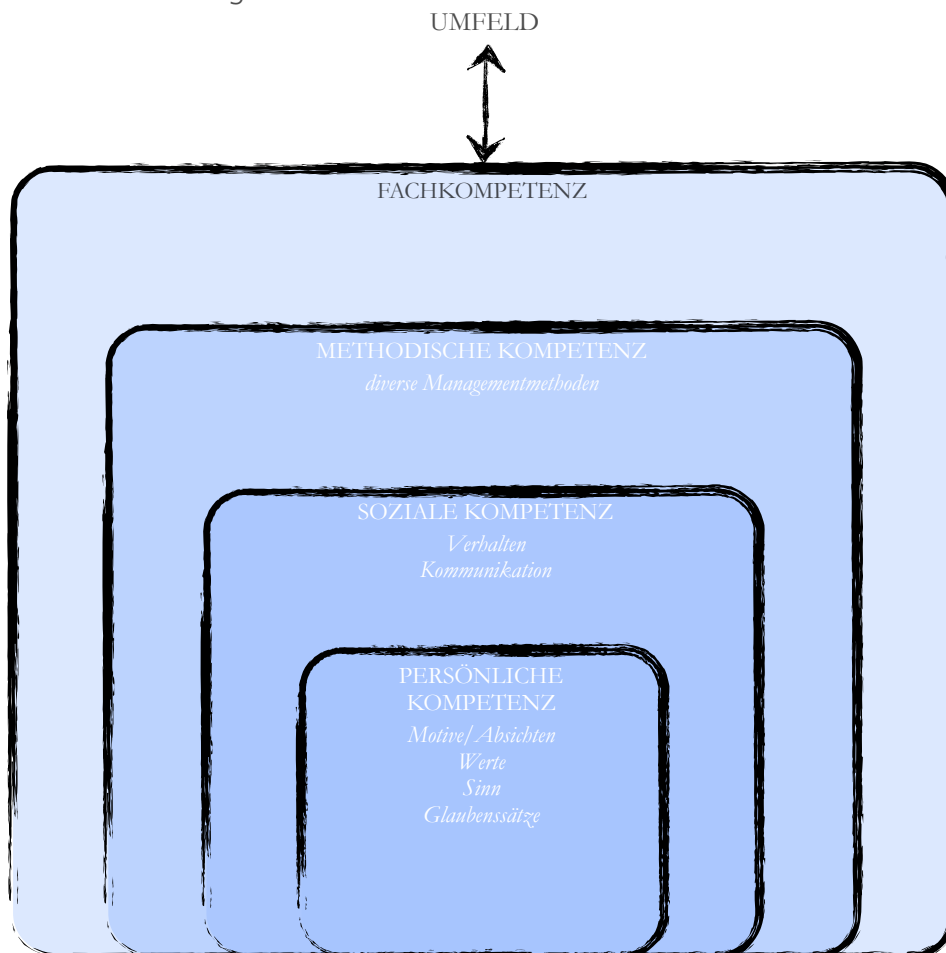 UMFELD
FACHKOMPETENZ
METHODISCHE KOMPETENZ
diverse Managementmethoden
SOZIALE KOMPETENZ
Verhalten
Kommunikation
PERSÖNLICHE
KOMPETENZ
Motive/Absichten
Werte
Sinn
Glaubenssätze